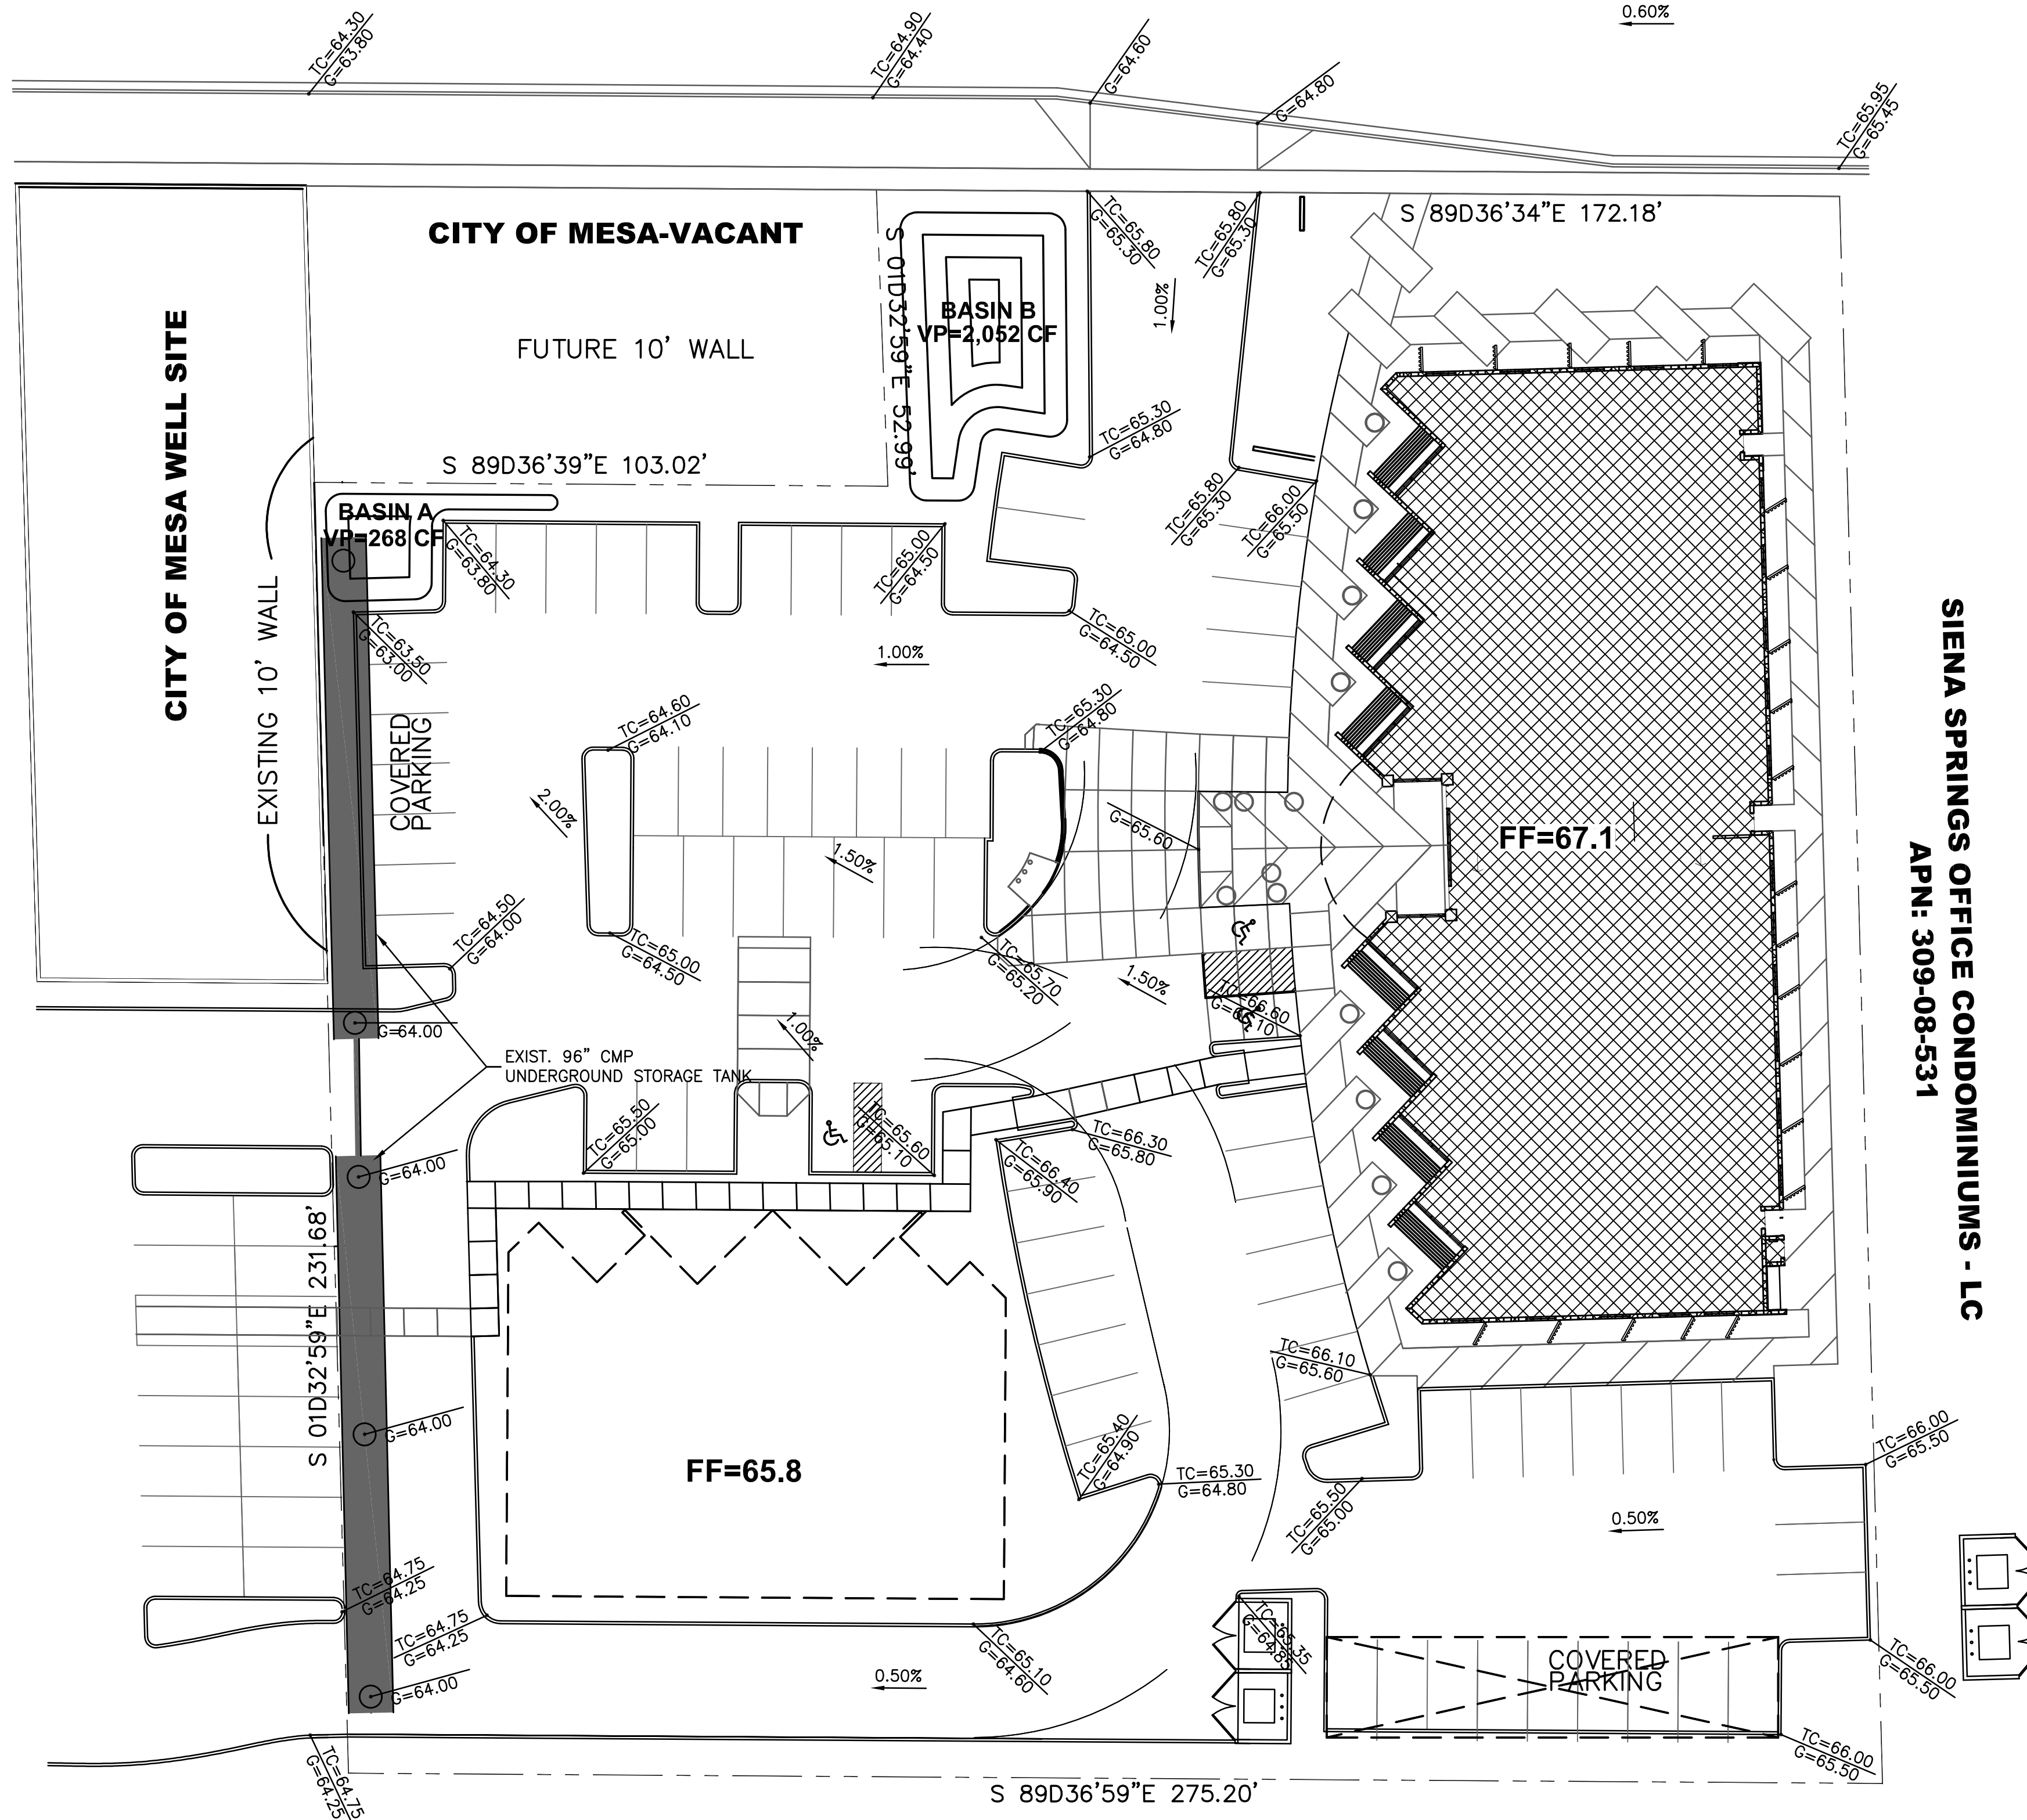 0.60%
TC=64.30
G=63.80
TC=64.90
G=64.40
G=64.60
G=64.80
TC=65.95
G=65.45
CITY OF MESA-VACANT
S 89D36'34"E 172.18'
TC=65.80
G=65.30
TC=65.80
G=65.30
S 01D32'59"E 52.99'
BASIN B
VP=2,052 CF
1.00%
CITY OF MESA WELL SITE
FUTURE 10' WALL
TC=65.30
G=64.80
S 89D36'39"E 103.02'
TC=65.80
G=65.30
TC=66.00
G=65.50
BASIN A
VP=268 CF
TC=64.30
G=63.80
TC=65.00
G=64.50
EXISTING 10' WALL
TC=63.50
G=63.00
TC=65.00
G=64.50
1.00%
COVERED
PARKING
TC=64.60
G=64.10
TC=65.30
G=64.80
2.00%
1.50%
G=65.60
FF=67.1
SIENA SPRINGS OFFICE CONDOMINIUMS - LC
APN: 309-08-531
TC=64.50
G=64.00
TC=65.00
G=64.50
TC=65.70
G=65.20
1.50%
TC=66.60
G=66.10
G=64.00
1.00%
EXIST. 96" CMP
UNDERGROUND STORAGE TANK
TC=65.50
G=65.00
TC=65.60
G=65.10
TC=66.30
G=65.80
TC=66.40
G=65.90
G=64.00
S 01D32'59"E 231.68'
TC=66.10
G=65.60
G=64.00
FF=65.8
TC=65.40
G=64.90
TC=65.30
G=64.80
TC=66.00
G=65.50
TC=65.50
G=65.00
0.50%
TC=64.75
G=64.25
TC=64.75
G=64.25
TC=65.10
G=64.60
TC=65.35
G=64.85
COVERED
PARKING
TC=66.00
G=65.50
0.50%
G=64.00
TC=66.00
G=65.50
TC=64.75
G=64.25
S 89D36'59"E 275.20'